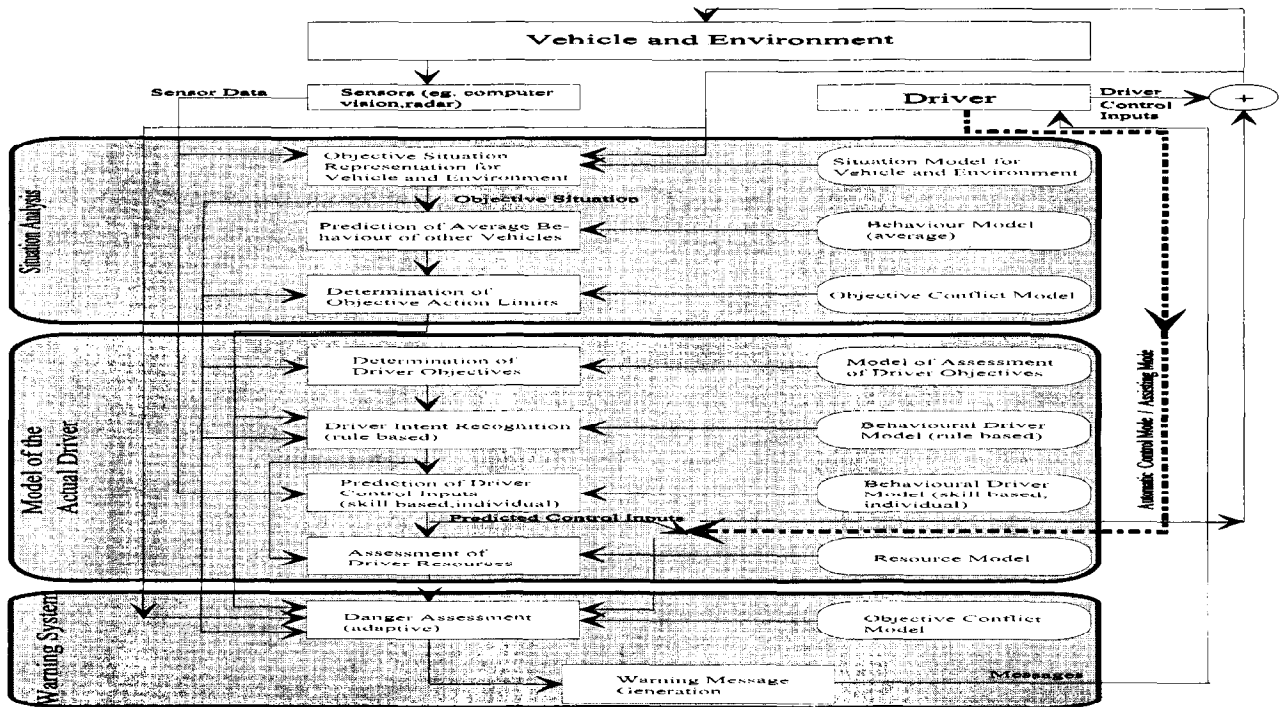 Vehicle and Environment
Sensor Data
Sensors (eg. computer
vision,radar)
Driver
Driver
Control
Inputs
+
Situation Analysis
Objective Situation
Representation for
Vehicle and Environment
Situation Model for
Vehicle and Environment
Objective Situation
Prediction of Average Be-
haviour of other Vehicles
Behaviour Model
(average)
Determination of
Objective Action Limits
Objective Conflict Model
Model of the
Actual Driver
Determination of
Driver Objectives
Model of Assessment
of Driver Objectives
Automatic Control Mode / Assisting Mode
Driver Intent Recognition
(rule based)
Behavioural Driver
Model (rule based)
Prediction of Driver
Control Inputs
(skill based,individual)
Behavioural Driver
Model (skill based,
individual)
Predicted Control Inputs
Assessment of
Driver Resources
Resource Model
Warning System
Danger Assessment
(adaptive)
Objective Conflict
Model
Warning Message
Generation
Messages